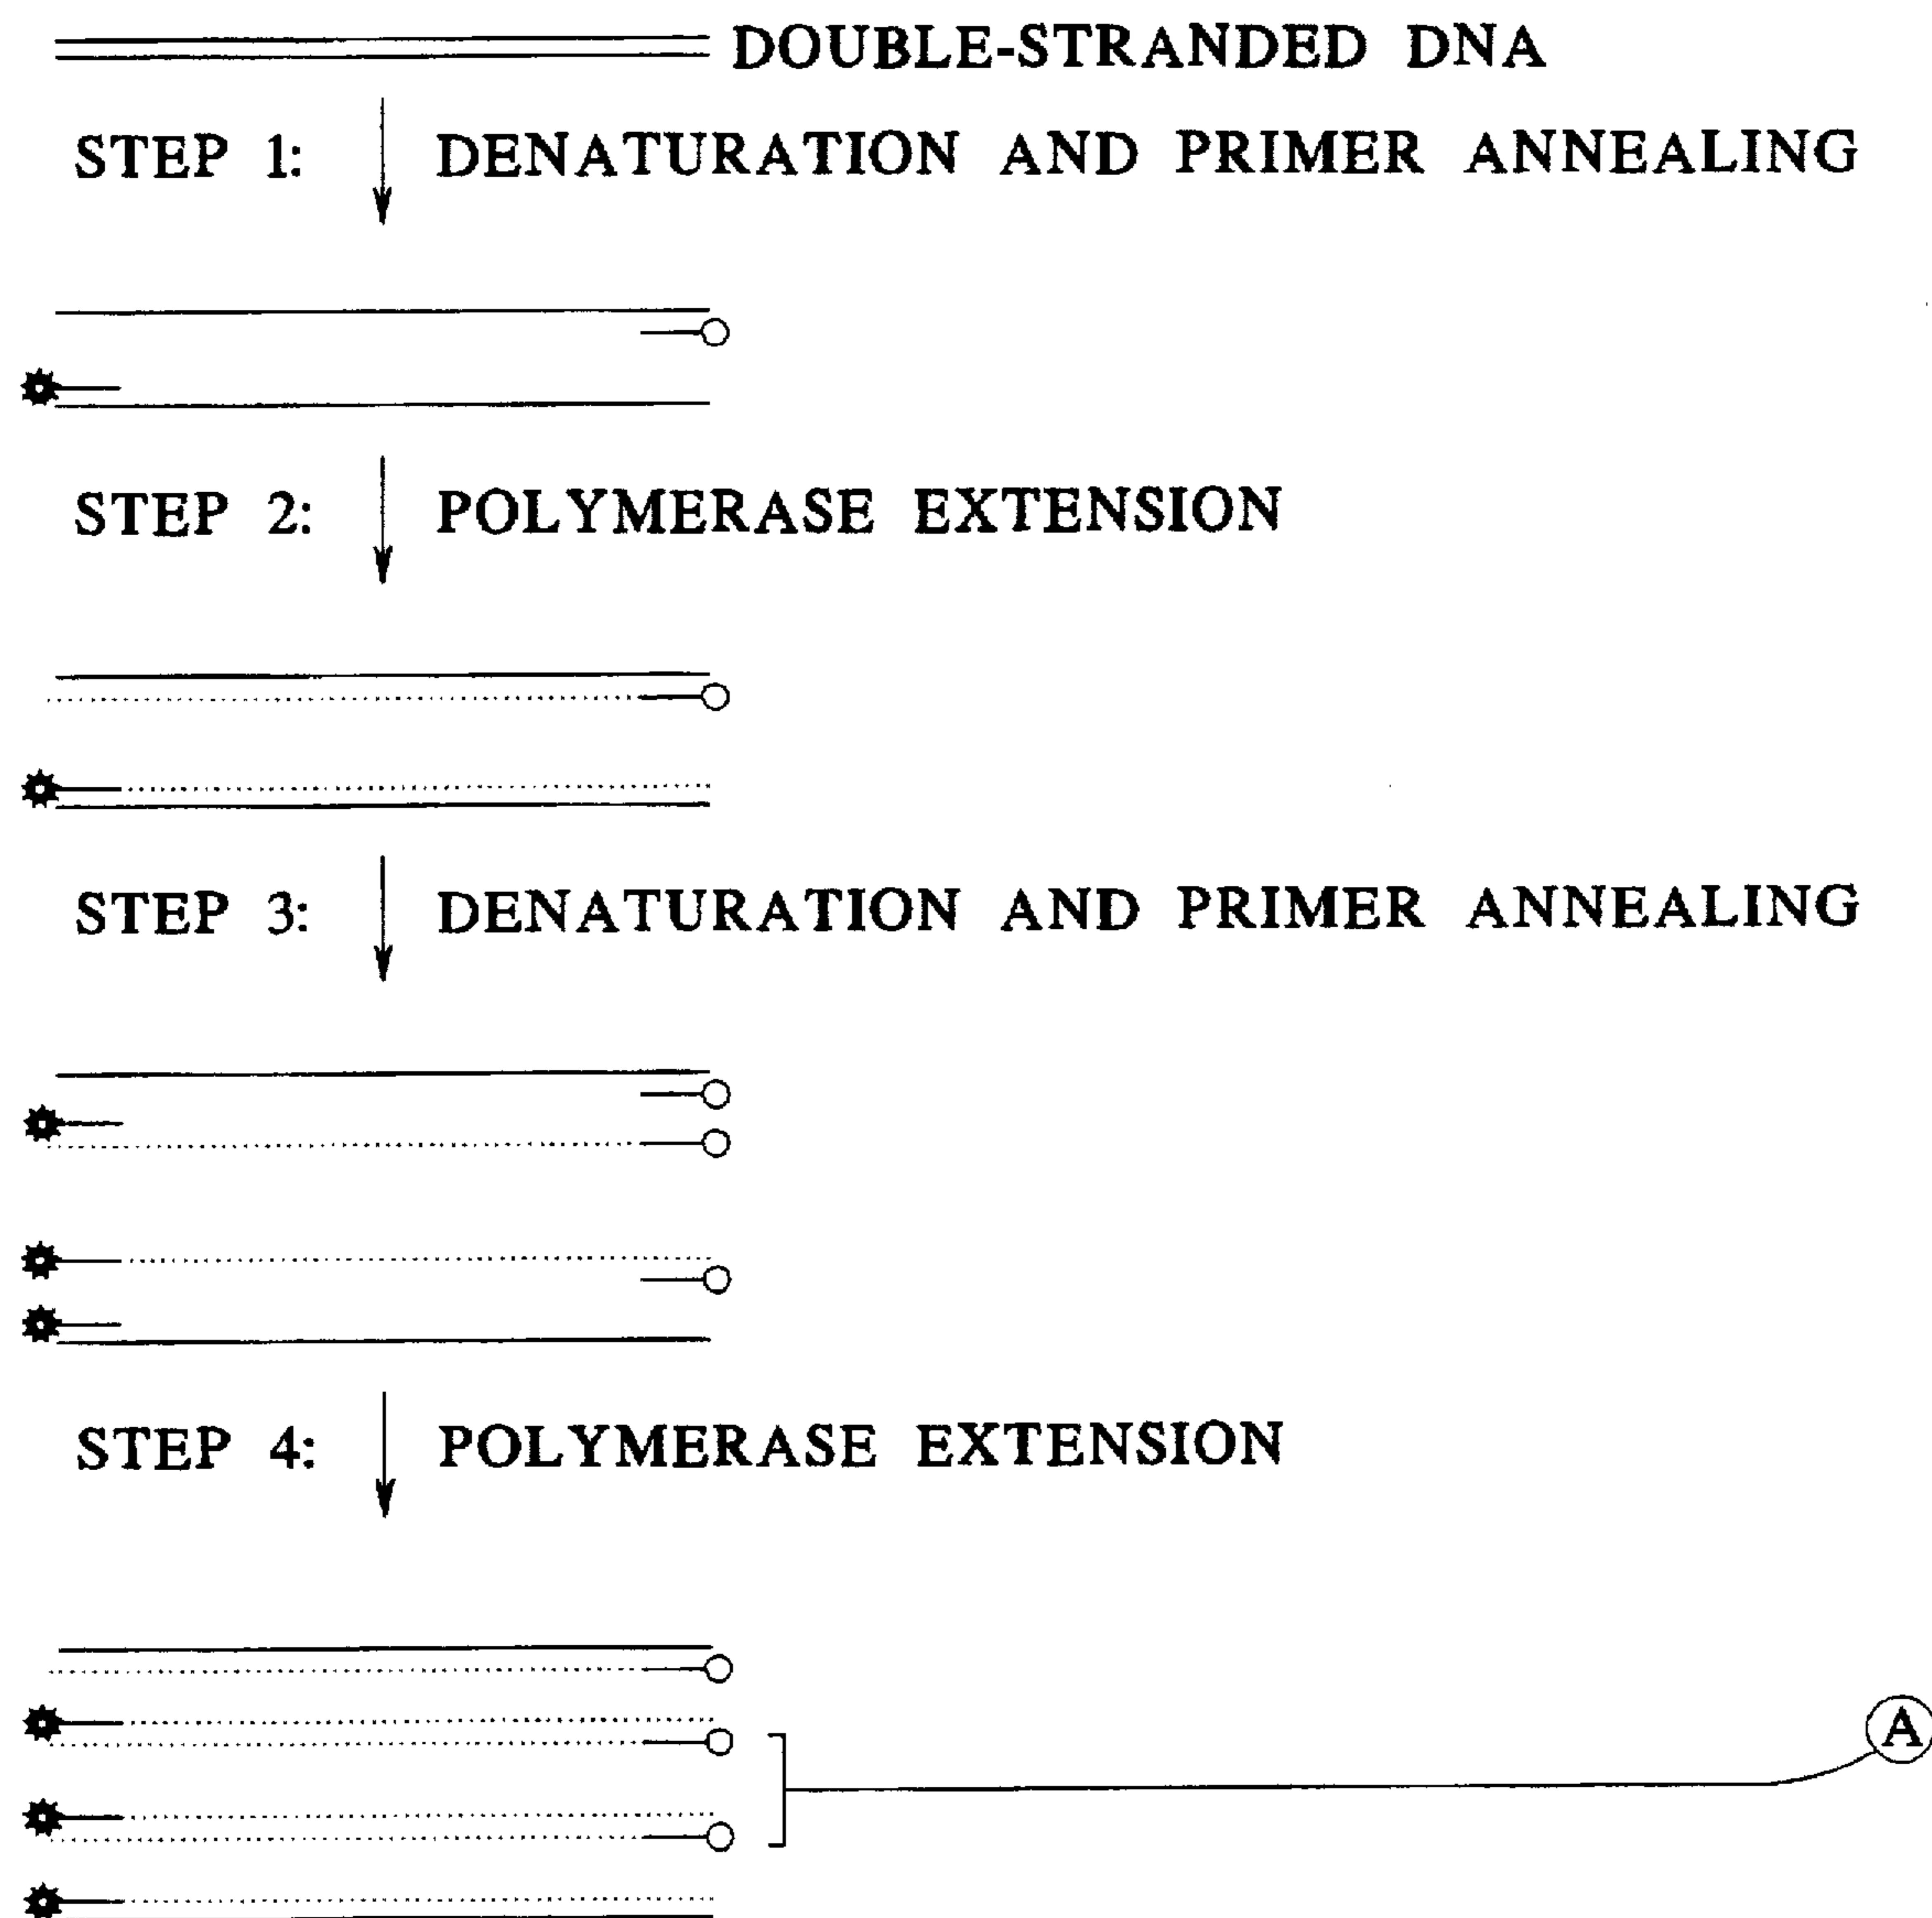 DOUBLE-STRANDED DNA
STEP 1: DENATURATION AND PRIMER ANNEALING
STEP 2: POLYMERASE EXTENSION
STEP 3: DENATURATION AND PRIMER ANNEALING
STEP 4: POLYMERASE EXTENSION
A